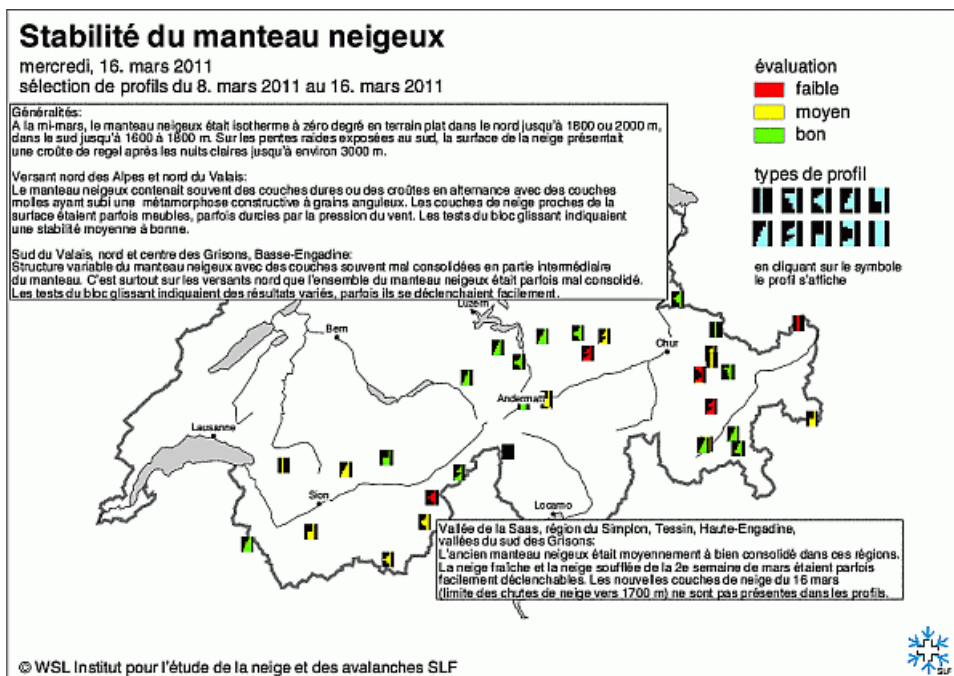 Stabilité du manteau neigeux
mercredi, 16. mars 2011
sélection de profils du 8. mars 2011 au 16. mars 2011
évaluation
faible
moyen
bon
types de profil
en cliquant sur le symbole
le profil s'affiche
Généralités:
A la mi-mars, le manteau neigeux était isotherme à zéro degré en terrain plat dans le nord jusqu'à 1800 ou 2000 m,
dans le sud jusqu'à 1600 à 1800 m. Sur les pentes raides exposées au sud, la surface de la neige présentait
une croûte de regel après les nuits claires jusqu'à environ 3000 m.
Versant nord des Alpes et nord du Valais:
Le manteau neigeux contenait souvent des couches dures ou des croûtes en alternance avec des couches
molles ayant subi une métamorphose constructive à grains anguleux. Les couches de neige proches de la
surface étaient parfois meubles, parfois durcies par la pression du vent. Les tests du bloc glissant indiquaient
une stabilité moyenne à bonne.
Sud du Valais, nord et centre des Grisons, Basse-Engadine:
Structure variable du manteau neigeux avec des couches souvent mal consolidées en partie intermédiaire
du manteau. C'est surtout sur les versants nord que l'ensemble du manteau neigeux était parfois mal consolidé.
Les tests du bloc glissant indiquaient des résultats variés, parfois ils se déclenchaient facilement.
Luzern
Bern
Chur
Andermatt
Lausanne
Sion
Locarno
Vallée de la Saas, région du Simplon, Tessin, Haute-Engadine,
vallées du sud des Grisons:
L'ancien manteau neigeux était moyennement à bien consolidé dans ces régions.
La neige fraîche et la neige soufflée de la 2e semaine de mars étaient parfois
facilement déclenchables. Les nouvelles couches de neige du 16 mars
(limite des chutes de neige vers 1700 m) ne sont pas présentes dans les profils.
© WSL Institut pour l'étude de la neige et des avalanches SLF
SLF